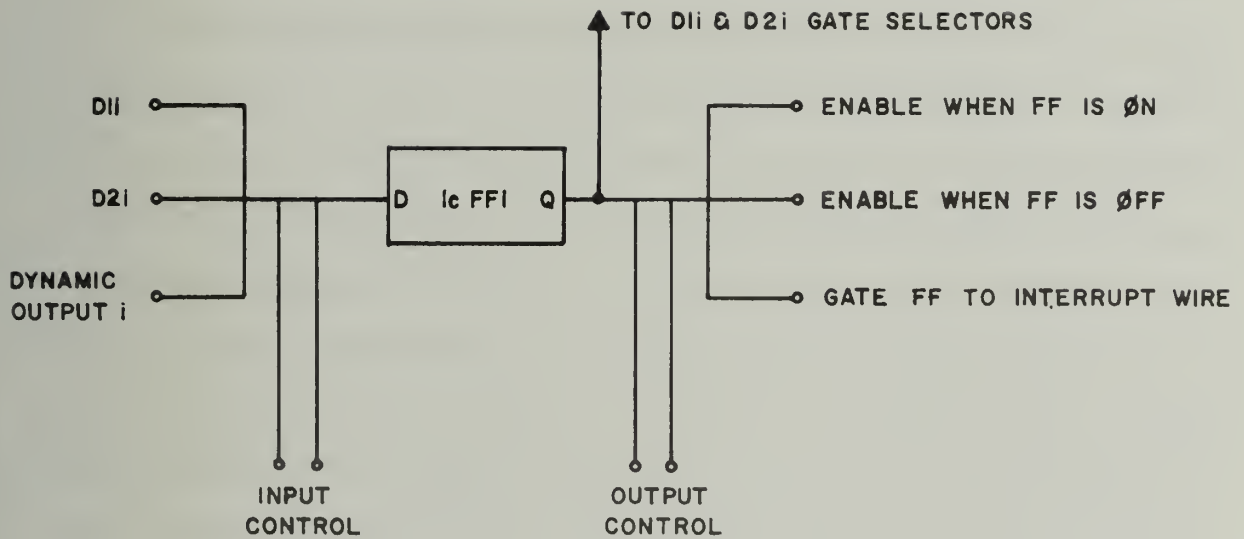 TO D1i & D2i GATE SELECTORS
D1i
ENABLE WHEN FF IS ØN
D Ic FFi Q
D2i
ENABLE WHEN FF IS ØFF
DYNAMIC
OUTPUT i
GATE FF TO INTERRUPT WIRE
INPUT
CONTROL
OUTPUT
CONTROL